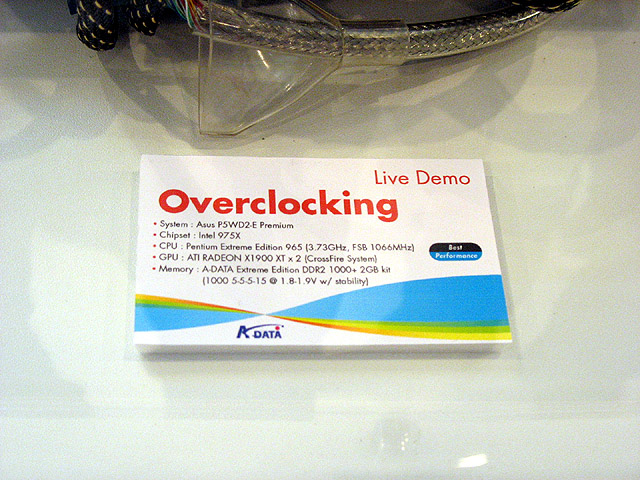 Live Demo
Overclocking
• System : Asus P5WD2-E Premium
• Chipset : Intel 975X
• CPU : Pentium Extreme Edition 965 (3.73GHz, FSB 1066MHz)
• GPU : ATI RADEON X1900 XT x 2 (CrossFire System)
• Memory : A-DATA Extreme Edition DDR2 1000+ 2GB kit
(1000 5-5-5-15 @ 1.8-1.9V w/ stability)
Best
Performance
A-DATA